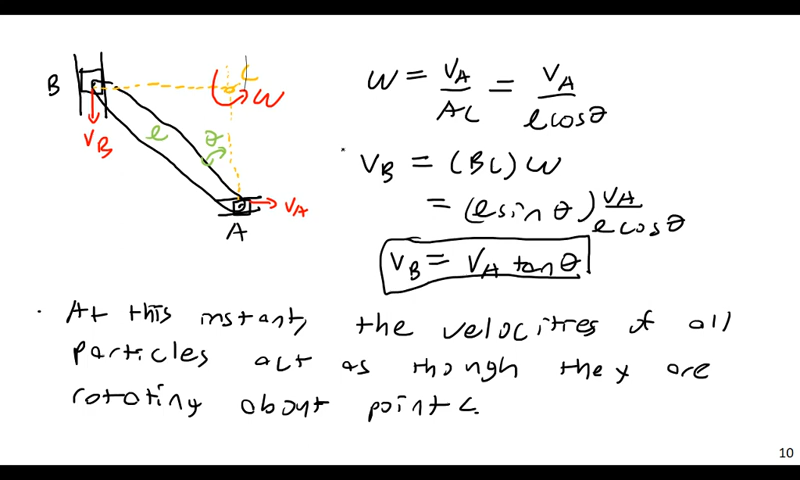 B
C
ω
V_B
l
θ
V_A
A
ω = V_A / AC = V_A / l cos θ
V_B = (BC) ω
= (l sin θ) V_A / l cos θ
V_B = V_A tan θ
· At this instant, the velocities of all
particles act as though they are
rotating about point C.
10